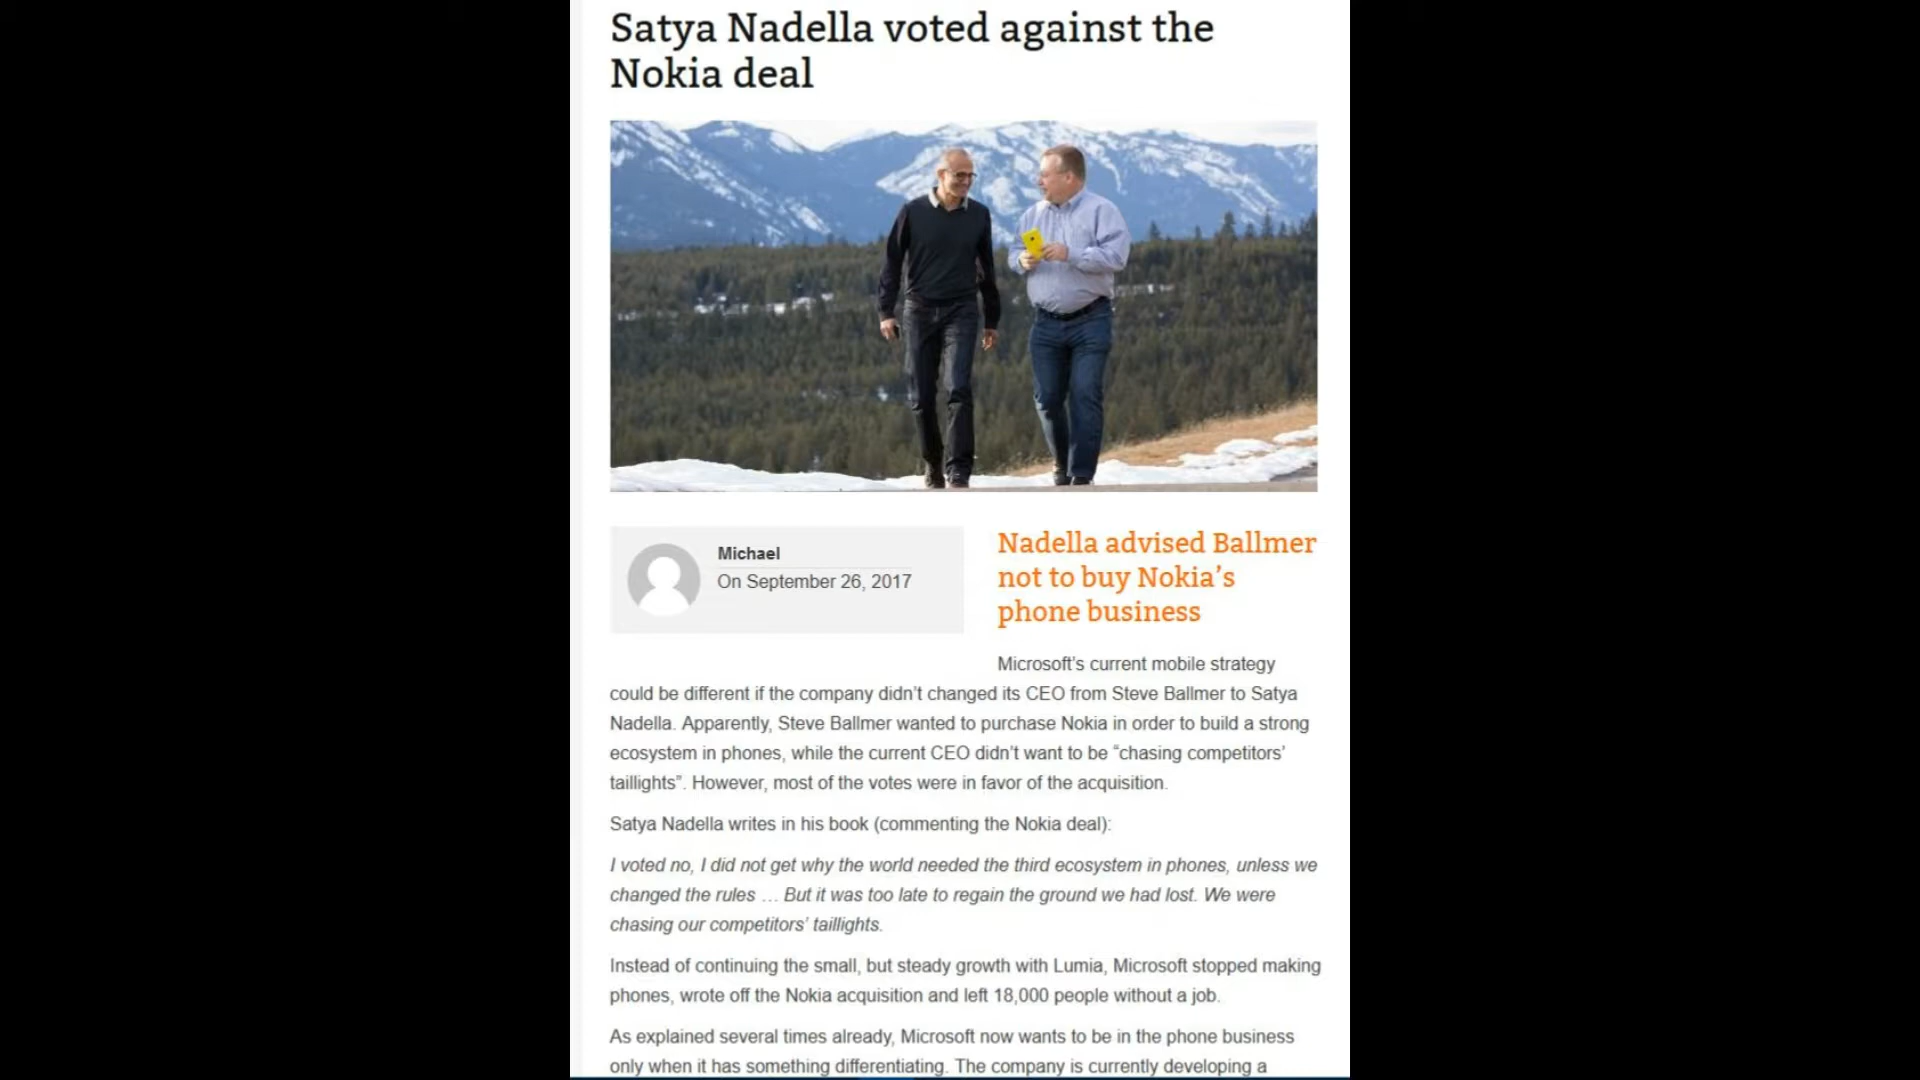 Satya Nadella voted against the
Nokia deal
Michael
On September 26, 2017
Nadella advised Ballmer
not to buy Nokia’s
phone business
Microsoft’s current mobile strategy
could be different if the company didn’t changed its CEO from Steve Ballmer to Satya
Nadella. Apparently, Steve Ballmer wanted to purchase Nokia in order to build a strong
ecosystem in phones, while the current CEO didn’t want to be “chasing competitors’
taillights”. However, most of the votes were in favor of the acquisition.
Satya Nadella writes in his book (commenting the Nokia deal):
I voted no, I did not get why the world needed the third ecosystem in phones, unless we
changed the rules … But it was too late to regain the ground we had lost. We were
chasing our competitors’ taillights.
Instead of continuing the small, but steady growth with Lumia, Microsoft stopped making
phones, wrote off the Nokia acquisition and left 18,000 people without a job.
As explained several times already, Microsoft now wants to be in the phone business
only when it has something differentiating. The company is currently developing a